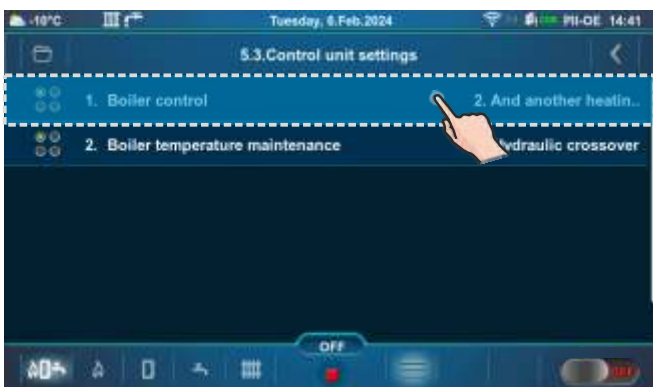 -10°C Tuesday, 6.Feb.2024 PII-OE 14:41
5.3.Control unit settings
1. Boiler control 2. And another heatin..
2. Boiler temperature maintenance ydraulic crossover
OFF
OFF